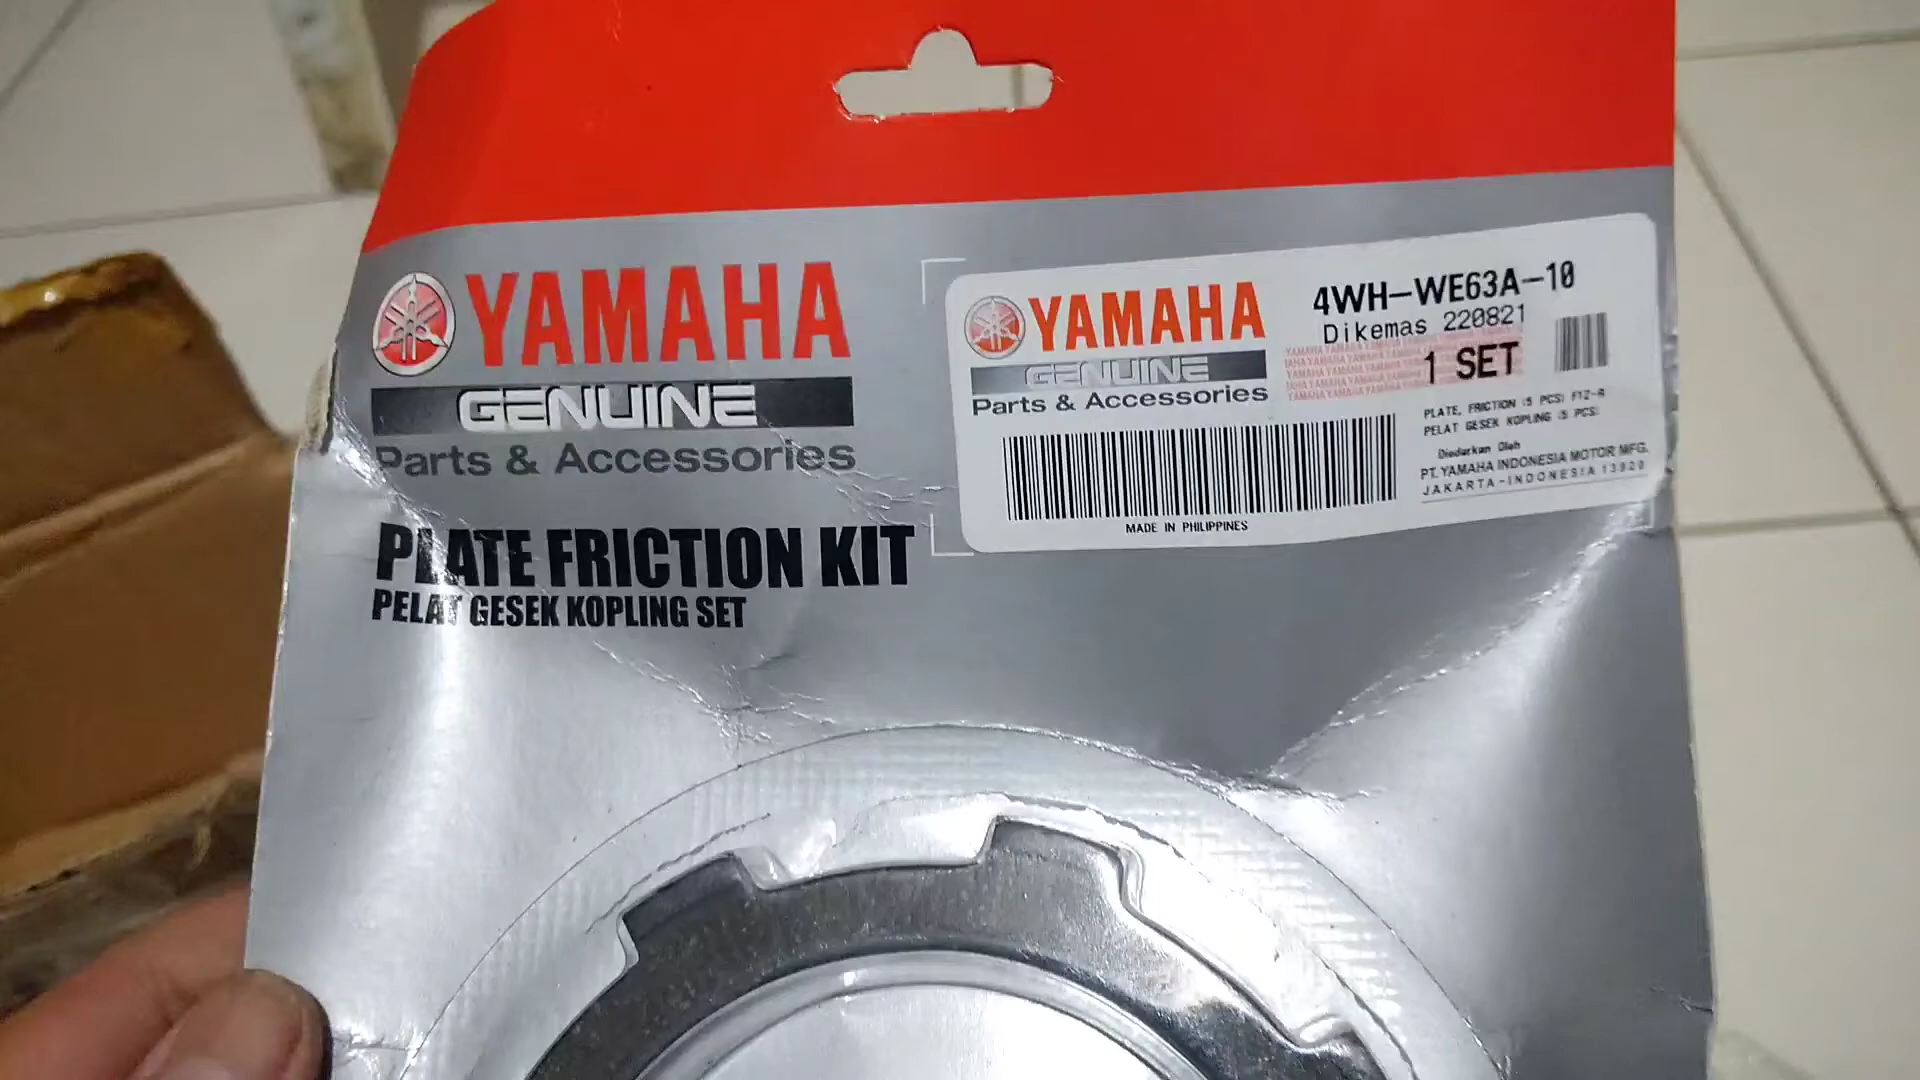 YAMAHA
GENUINE
Parts & Accessories
PLATE FRICTION KIT
PELAT GESEK KOPLING SET
YAMAHA
GENUINE
Parts & Accessories
4WH-WE63A-10
Dikemas 220821
1 SET
PLATE, FRICTION (5 PCS) F1Z-R
PELAT GESEK KOPLING (5 PCS)
Diedarkan Oleh
PT. YAMAHA INDONESIA MOTOR MFG.
JAKARTA-INDONESIA 13920
MADE IN PHILIPPINES